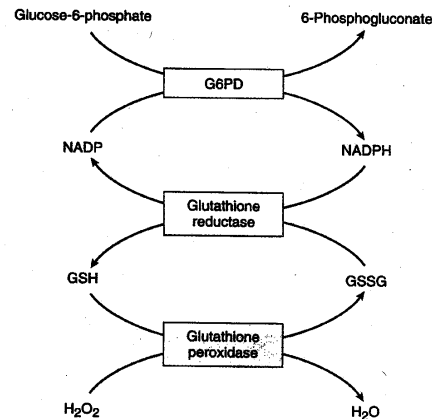 Glucose-6-phosphate 6-Phosphogluconate
G6PD
NADP NADPH
Glutathione
reductase
GSH GSSG
Glutathione
peroxidase
H₂O₂ H₂O